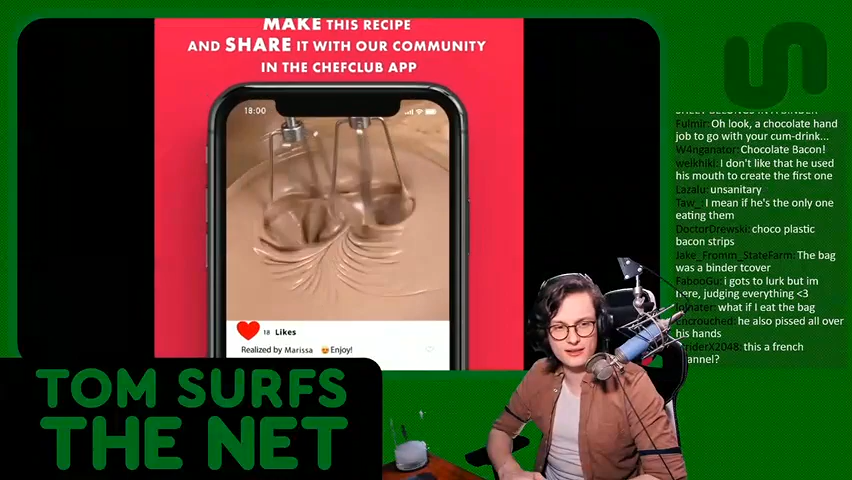 MAKE THIS RECIPE
AND SHARE IT WITH OUR COMMUNITY
IN THE CHEFCLUB APP
18:00
18 Likes
Realized by Marissa 😍Enjoy!
TOM SURFS
THE NET
Fulmir: Oh look, a chocolate hand
job to go with your cum-drink...
W4nganator: Chocolate Bacon!
weikhiki: I don't like that he used
his mouth to create the first one
Lazalu: unsanitary
Taw_: I mean if he's the only one
eating them
DoctorDrewski: choco plastic
bacon strips
Jake_Fromm_StateFarm: The bag
was a binder tcover
FabooGu: i gots to lurk but im
here, judging everything <3
what if I eat the bag
he also pissed all over
his hands
this a french
channel?